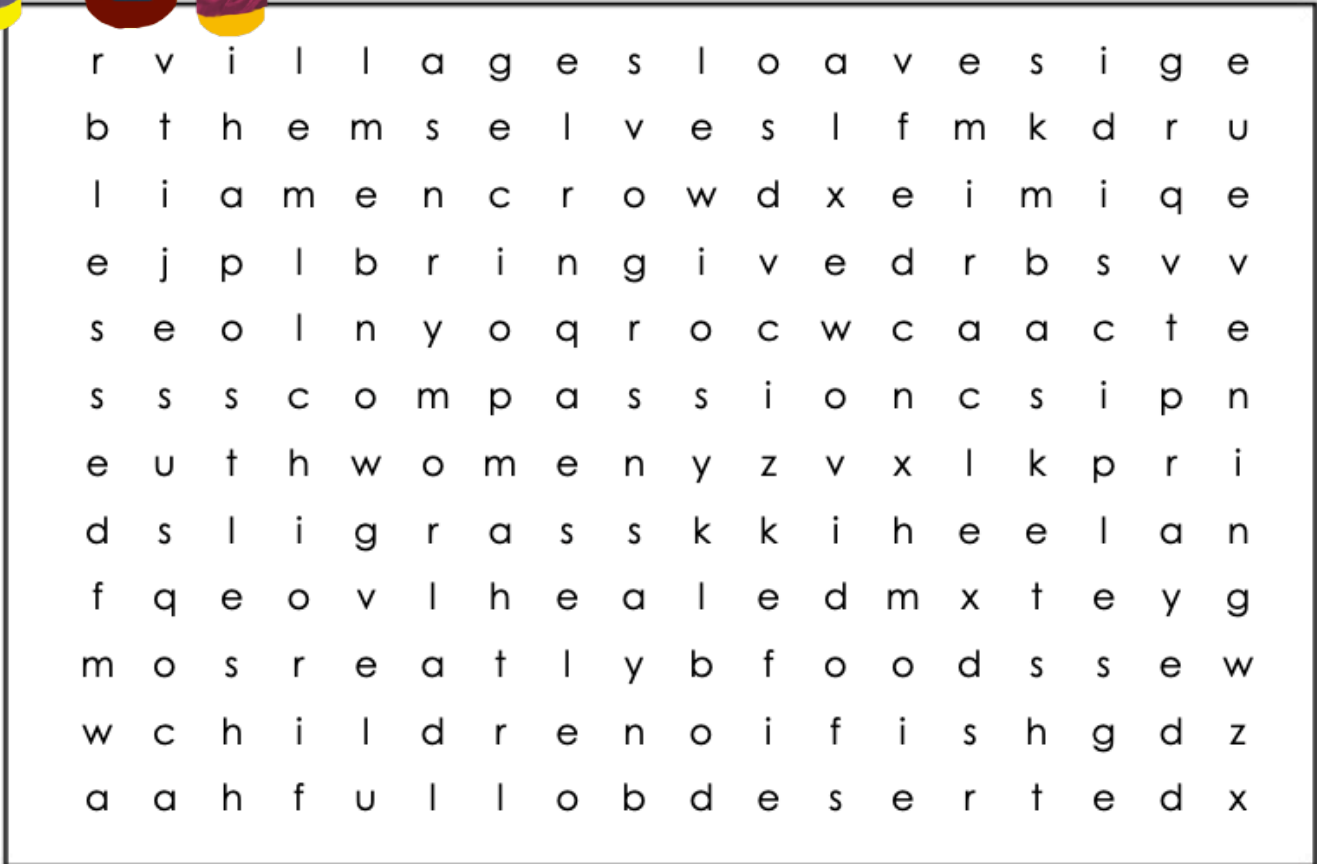 r v i l l a g e s l o a v e s i g e
b t h e m s e l v e s l f m k d r u
l i a m e n c r o w d x e i m i q e
e j p l b r i n g i v e d r b s v v
s e o l n y o q r o c w c a a c t e
s s s c o m p a s s i o n c s i p n
e u t h w o m e n y z v x l k p r i
d s l i g r a s s k k i h e e l a n
f q e o v l h e a l e d m x t e y g
m o s r e a t l y b f o o d s s e w
w c h i l d r e n o i f i s h g d z
a a h f u l l o b d e s e r t e d x